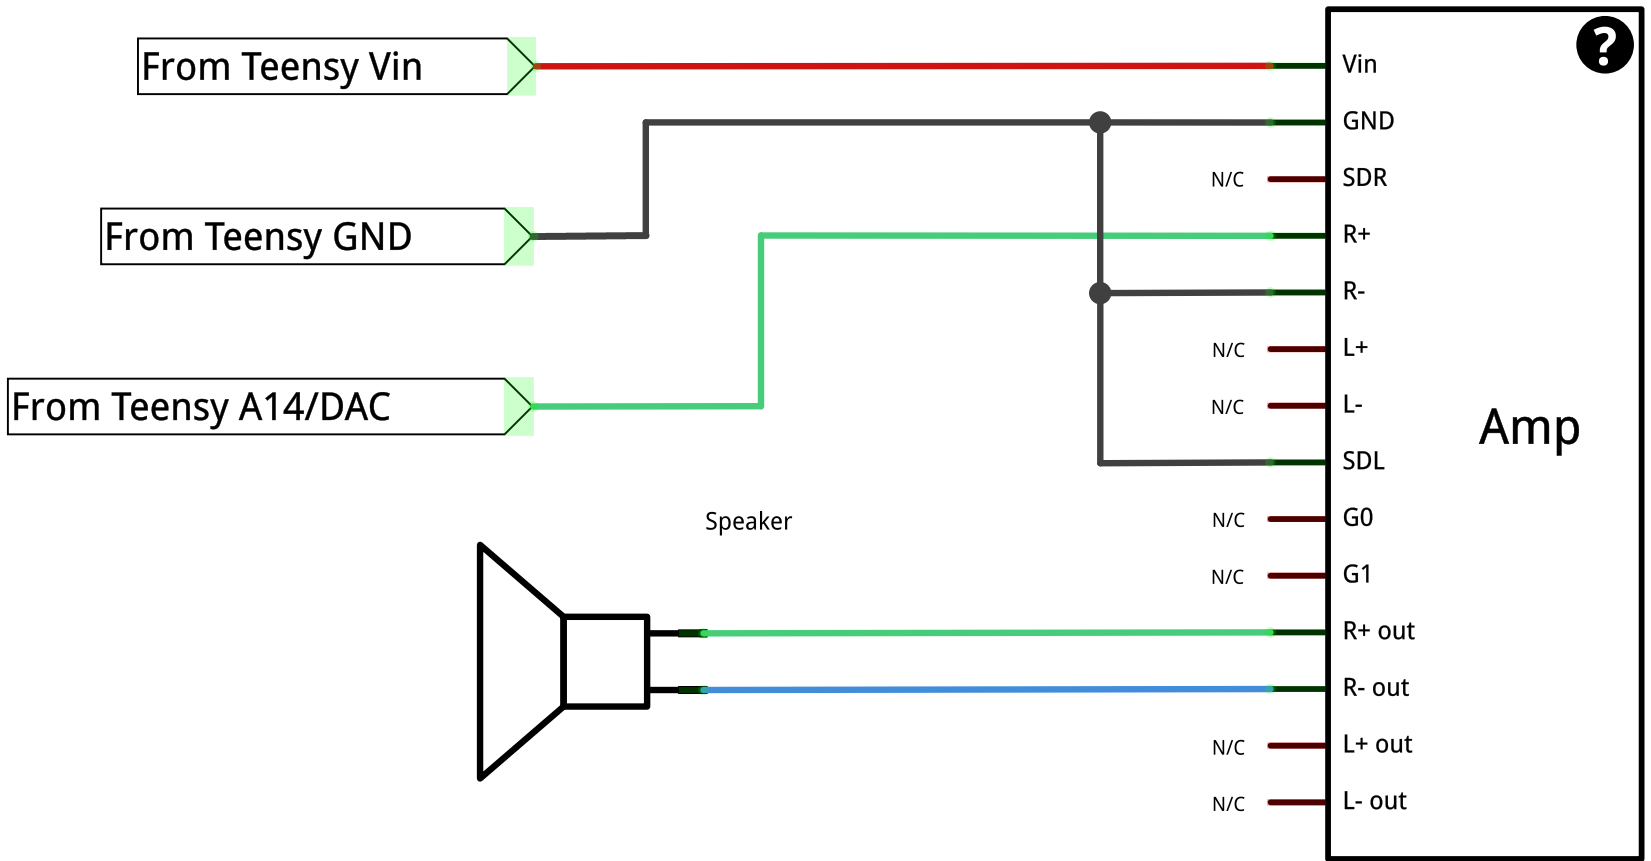 From Teensy Vin
From Teensy GND
From Teensy A14/DAC
Speaker
?
Amp
Vin
GND
N/C SDR
R+
R-
N/C L+
N/C L-
SDL
N/C G0
N/C G1
R+ out
R- out
N/C L+ out
N/C L- out